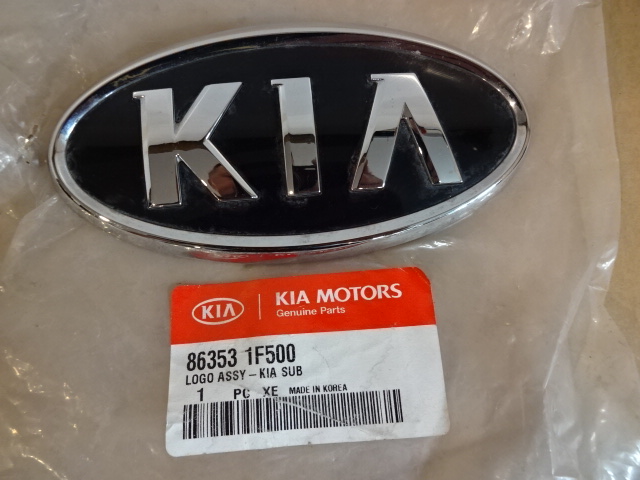 KIA
KIA KIA MOTORS
Genuine Parts
86353 1F500
LOGO ASSY-KIA SUB
1 PC XE MADE IN KOREA